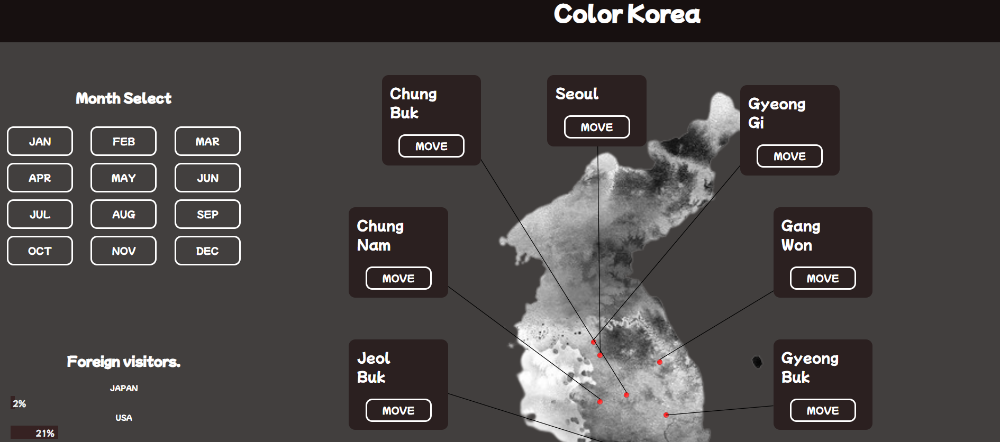 Color Korea
Month Select
JAN
FEB
MAR
APR
MAY
JUN
JUL
AUG
SEP
OCT
NOV
DEC
Foreign visitors.
JAPAN
2%
USA
21%
Chung
Buk
MOVE
Seoul
MOVE
Gyeong
Gi
MOVE
Chung
Nam
MOVE
Gang
Won
MOVE
Jeol
Buk
MOVE
Gyeong
Buk
MOVE